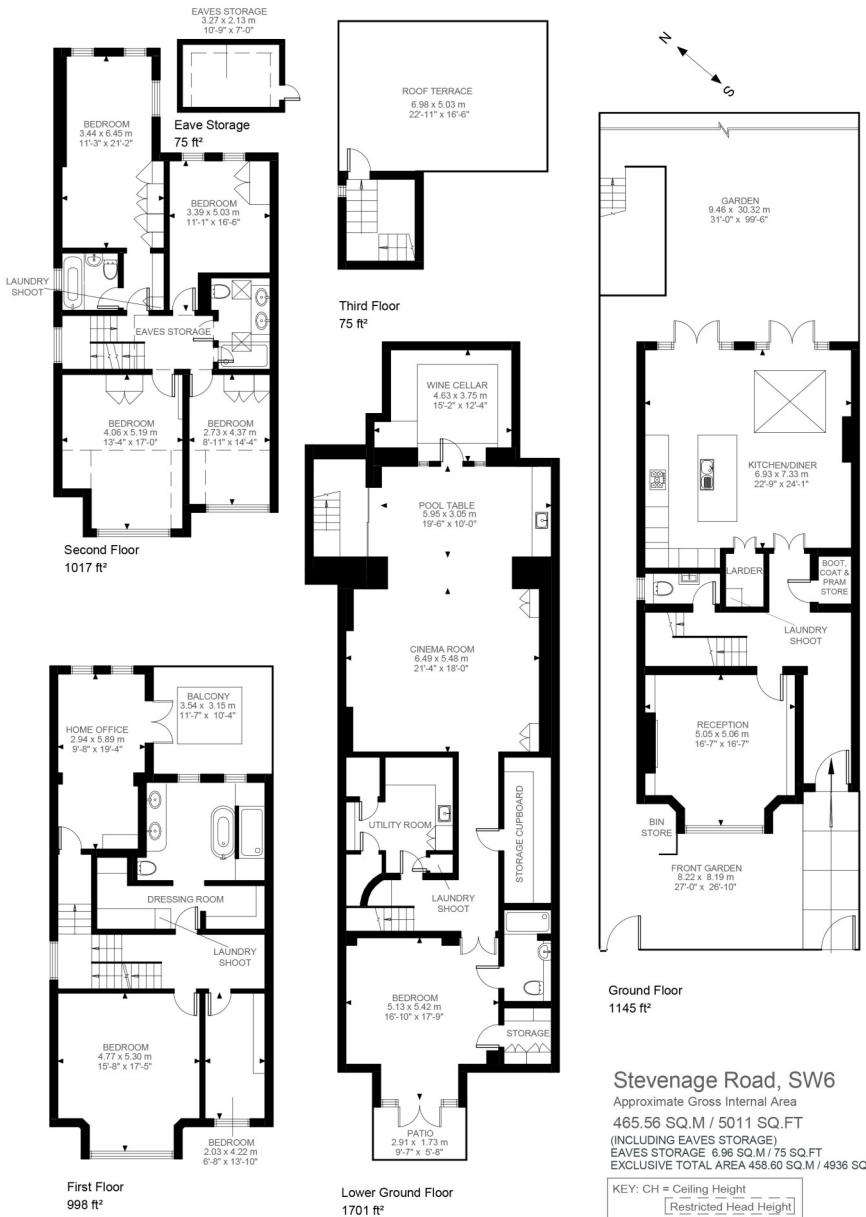 EAVES STORAGE
3.27 x 2.13 m
10'-9" x 7'-0"
Eave Storage
75 ft²
BEDROOM
3.44 x 6.45 m
11'-3" x 21'-2"
BEDROOM
3.39 x 5.03 m
11'-1" x 16'-6"
LAUNDRY
SHOOT
EAVES STORAGE
BEDROOM
4.06 x 5.19 m
13'-4" x 17'-0"
BEDROOM
2.73 x 4.37 m
8'-11" x 14'-4"
Second Floor
1017 ft²
ROOF TERRACE
6.98 x 5.03 m
22'-11" x 16'-6"
Third Floor
75 ft²
N
S
GARDEN
9.46 x 30.32 m
31'-0" x 99'-6"
KITCHEN/DINER
6.93 x 7.33 m
22'-9" x 24'-1"
LARDER
BOOT,
COAT &
PRAM
STORE
LAUNDRY
SHOOT
RECEPTION
5.05 x 5.06 m
16'-7" x 16'-7"
BIN
STORE
FRONT GARDEN
8.22 x 8.19 m
27'-0" x 26'-10"
Ground Floor
1145 ft²
WINE CELLAR
4.63 x 3.75 m
15'-2" x 12'-4"
POOL TABLE
5.95 x 3.05 m
19'-6" x 10'-0"
CINEMA ROOM
6.49 x 5.48 m
21'-4" x 18'-0"
UTILITY ROOM
STORAGE CUPBOARD
LAUNDRY
SHOOT
BEDROOM
5.13 x 5.42 m
16'-10" x 17'-9"
STORAGE
PATIO
2.91 x 1.73 m
9'-7" x 5'-8"
Lower Ground Floor
1701 ft²
HOME OFFICE
2.94 x 5.89 m
9'-8" x 19'-4"
BALCONY
3.54 x 3.15 m
11'-7" x 10'-4"
DRESSING ROOM
LAUNDRY
SHOOT
BEDROOM
4.77 x 5.30 m
15'-8" x 17'-5"
BEDROOM
2.03 x 4.22 m
6'-8" x 13'-10"
First Floor
998 ft²
Stevenage Road, SW6
Approximate Gross Internal Area
465.56 SQ.M / 5011 SQ.FT
(INCLUDING EAVES STORAGE)
EAVES STORAGE 6.96 SQ.M / 75 SQ.FT
EXCLUSIVE TOTAL AREA 458.60 SQ.M / 4936 SQ
KEY: CH = Ceiling Height
Restricted Head Height